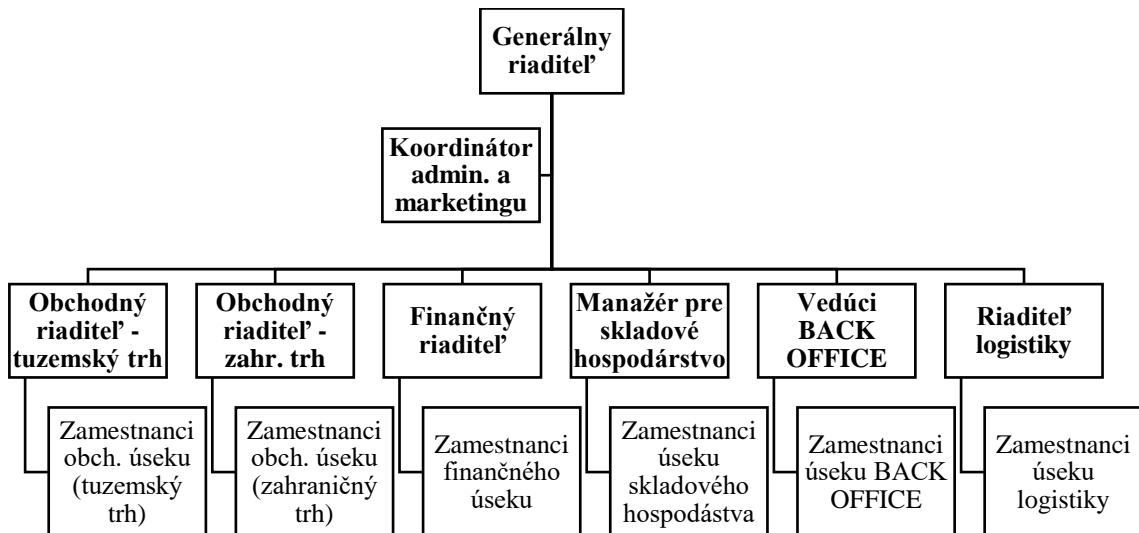 Generálny
riaditeľ
Koordinátor
admin. a
marketingu
Obchodný
riaditeľ -
tuzemský trh
Obchodný
riaditeľ -
zahr. trh
Finančný
riaditeľ
Manažér pre
skladové
hospodárstvo
Vedúci
BACK
OFFICE
Riaditeľ
logistiky
Zamestnanci
obch. úseku
(tuzemský
trh)
Zamestnanci
obch. úseku
(zahraničný
trh)
Zamestnanci
finančného
úseku
Zamestnanci
úseku
skladového
hospodástva
Zamestnanci
úseku BACK
OFFICE
Zamestnanci
úseku
logistiky